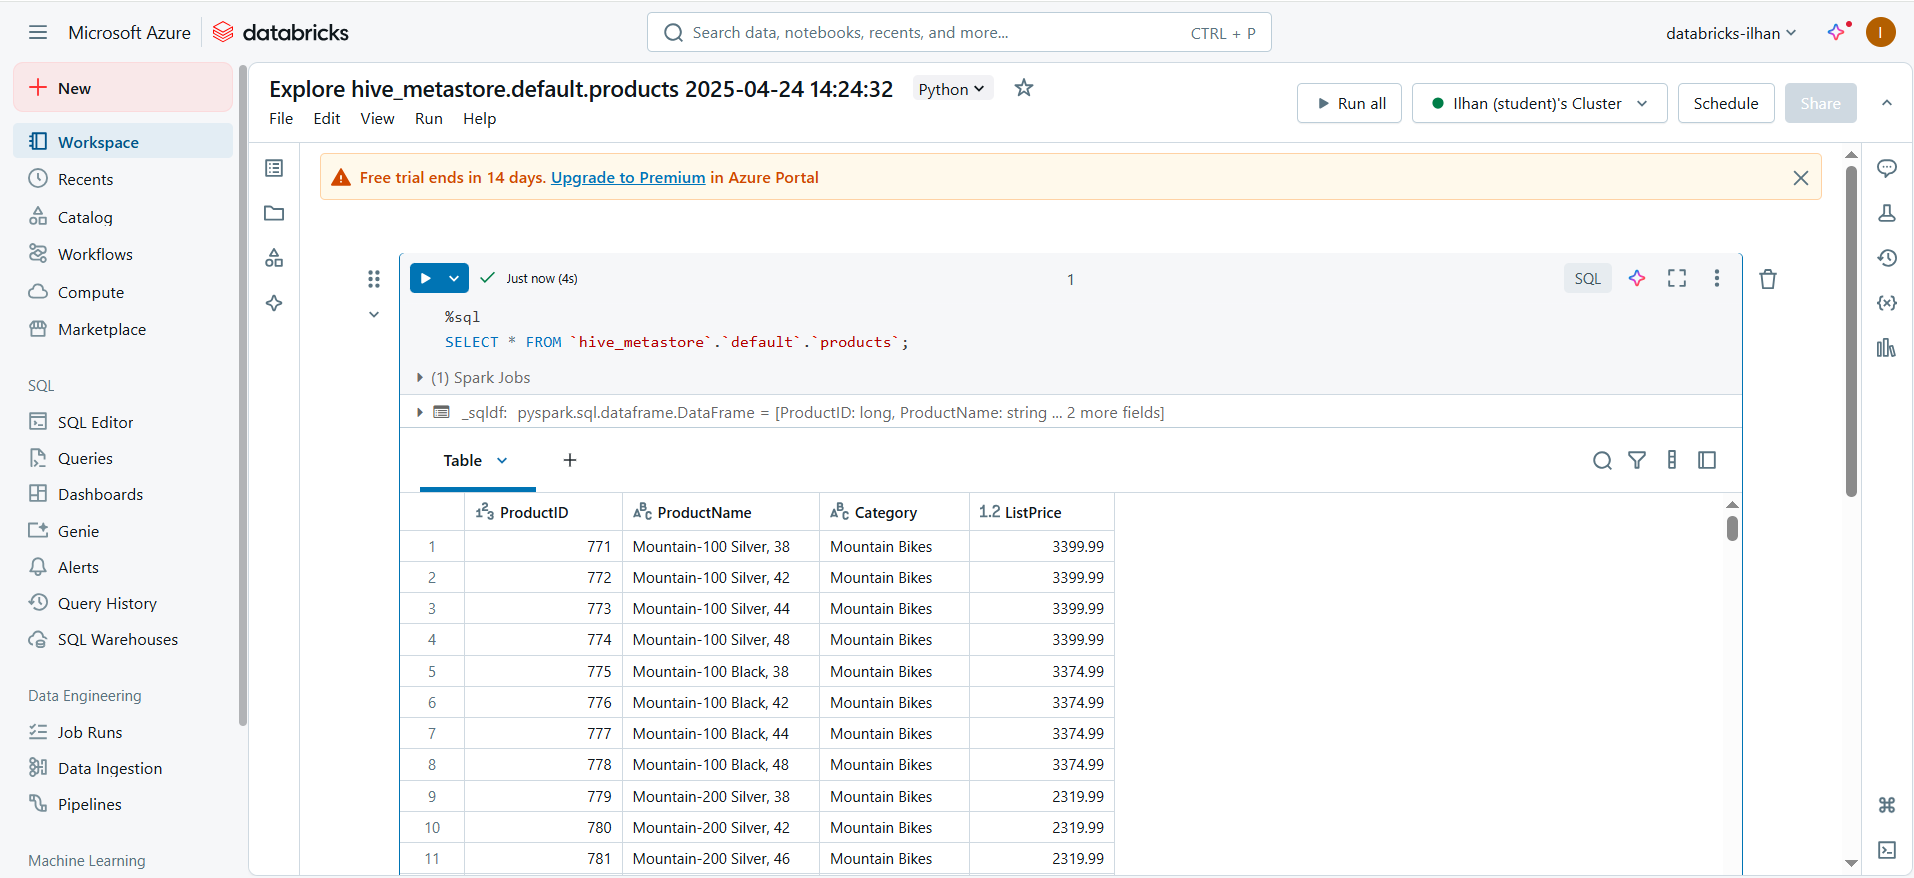 Microsoft Azure databricks
Search data, notebooks, recents, and more... CTRL + P
databricks-ilhan
I
New
Workspace
Recents
Catalog
Workflows
Compute
Marketplace
SQL
SQL Editor
Queries
Dashboards
Genie
Alerts
Query History
SQL Warehouses
Data Engineering
Job Runs
Data Ingestion
Pipelines
Machine Learning
Explore hive_metastore.default.products 2025-04-24 14:24:32 Python
File Edit View Run Help
Run all Ilhan (student)'s Cluster Schedule Share
Free trial ends in 14 days. Upgrade to Premium in Azure Portal
Just now (4s) 1 SQL
%sql
SELECT * FROM `hive_metastore`.`default`.`products`;
(1) Spark Jobs
_sqldf: pyspark.sql.dataframe.DataFrame = [ProductID: long, ProductName: string ... 2 more fields]
Table +
123 ProductID ABC ProductName ABC Category 1.2 ListPrice
1 771 Mountain-100 Silver, 38 Mountain Bikes 3399.99
2 772 Mountain-100 Silver, 42 Mountain Bikes 3399.99
3 773 Mountain-100 Silver, 44 Mountain Bikes 3399.99
4 774 Mountain-100 Silver, 48 Mountain Bikes 3399.99
5 775 Mountain-100 Black, 38 Mountain Bikes 3374.99
6 776 Mountain-100 Black, 42 Mountain Bikes 3374.99
7 777 Mountain-100 Black, 44 Mountain Bikes 3374.99
8 778 Mountain-100 Black, 48 Mountain Bikes 3374.99
9 779 Mountain-200 Silver, 38 Mountain Bikes 2319.99
10 780 Mountain-200 Silver, 42 Mountain Bikes 2319.99
11 781 Mountain-200 Silver, 46 Mountain Bikes 2319.99